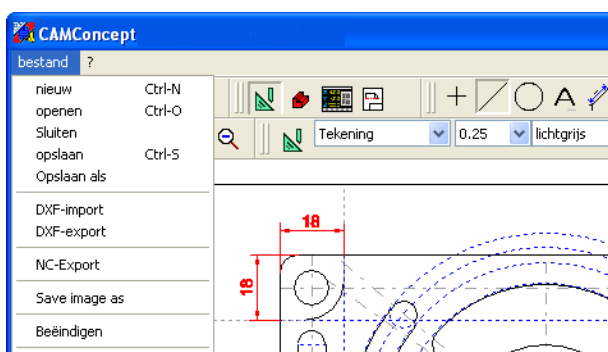 CAMConcept
bestand ?
nieuw Ctrl-N
openen Ctrl-O
Sluiten
opslaan Ctrl-S
Opslaan als
DXF-import
DXF-export
NC-Export
Save image as
Beëindigen
A
Tekening 0.25 lichtgrijs
18
18